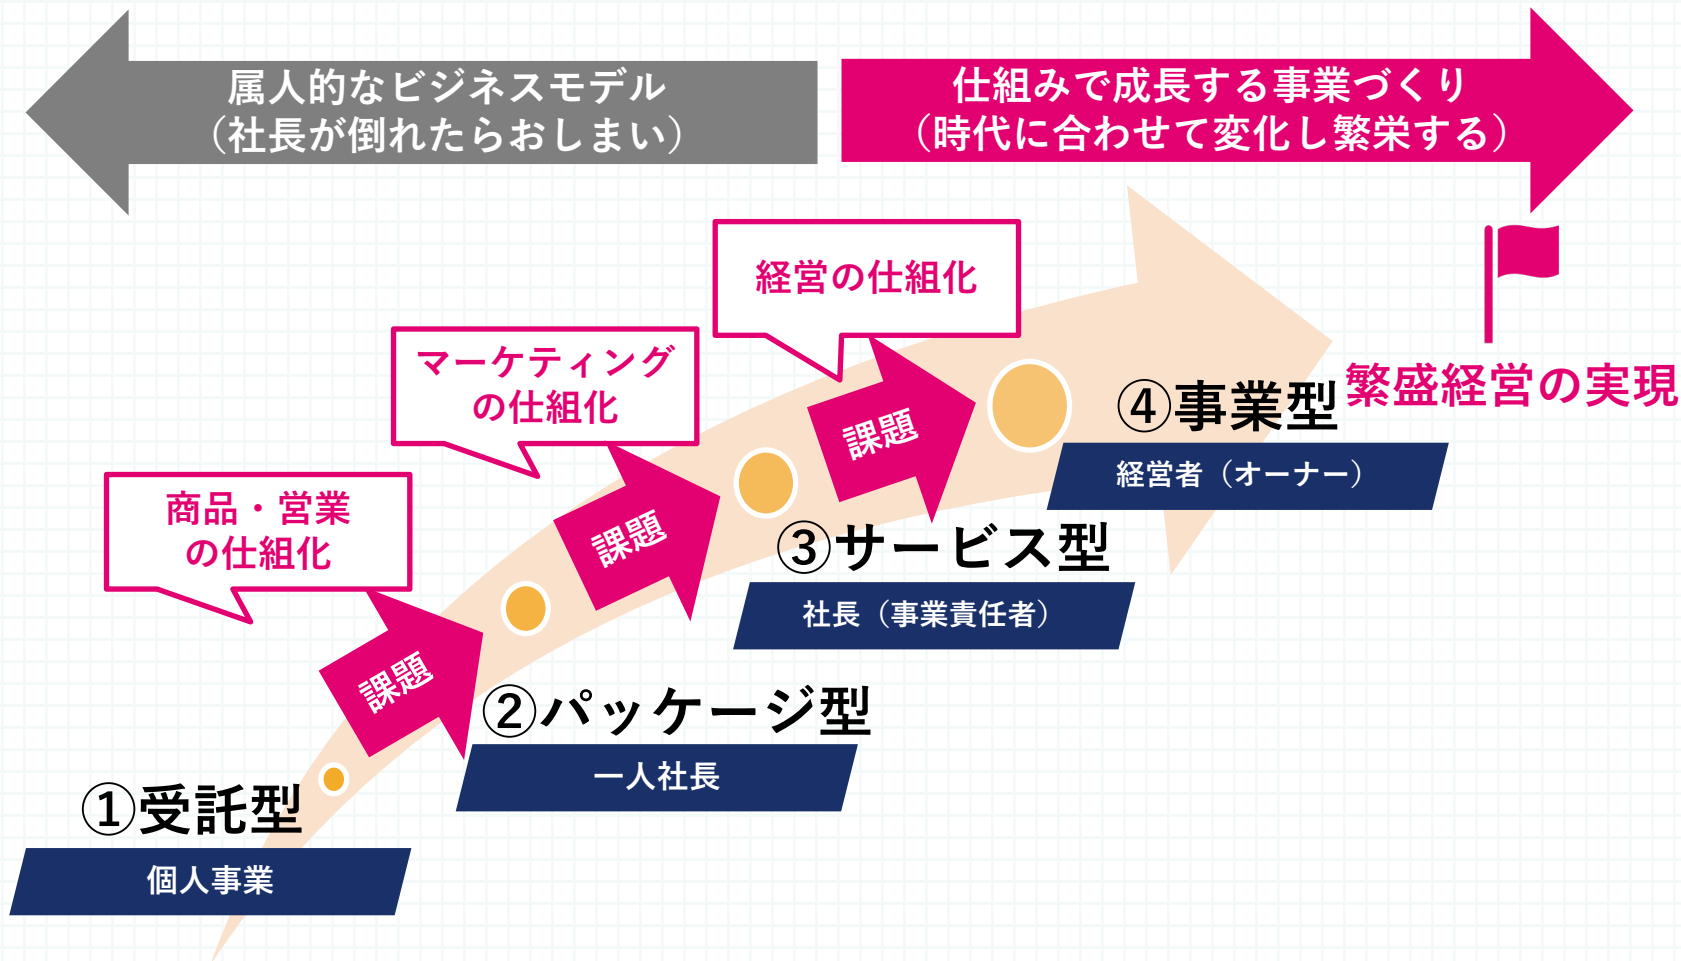 属人的なビジネスモデル
（社長が倒れたらおしまい）
仕組みで成長する事業づくり
（時代に合わせて変化し繁栄する）
経営の仕組化
マーケティング
の仕組化
商品・営業
の仕組化
課題
課題
課題
繁盛経営の実現
④事業型
経営者（オーナー）
③サービス型
社長（事業責任者）
②パッケージ型
一人社長
①受託型
個人事業